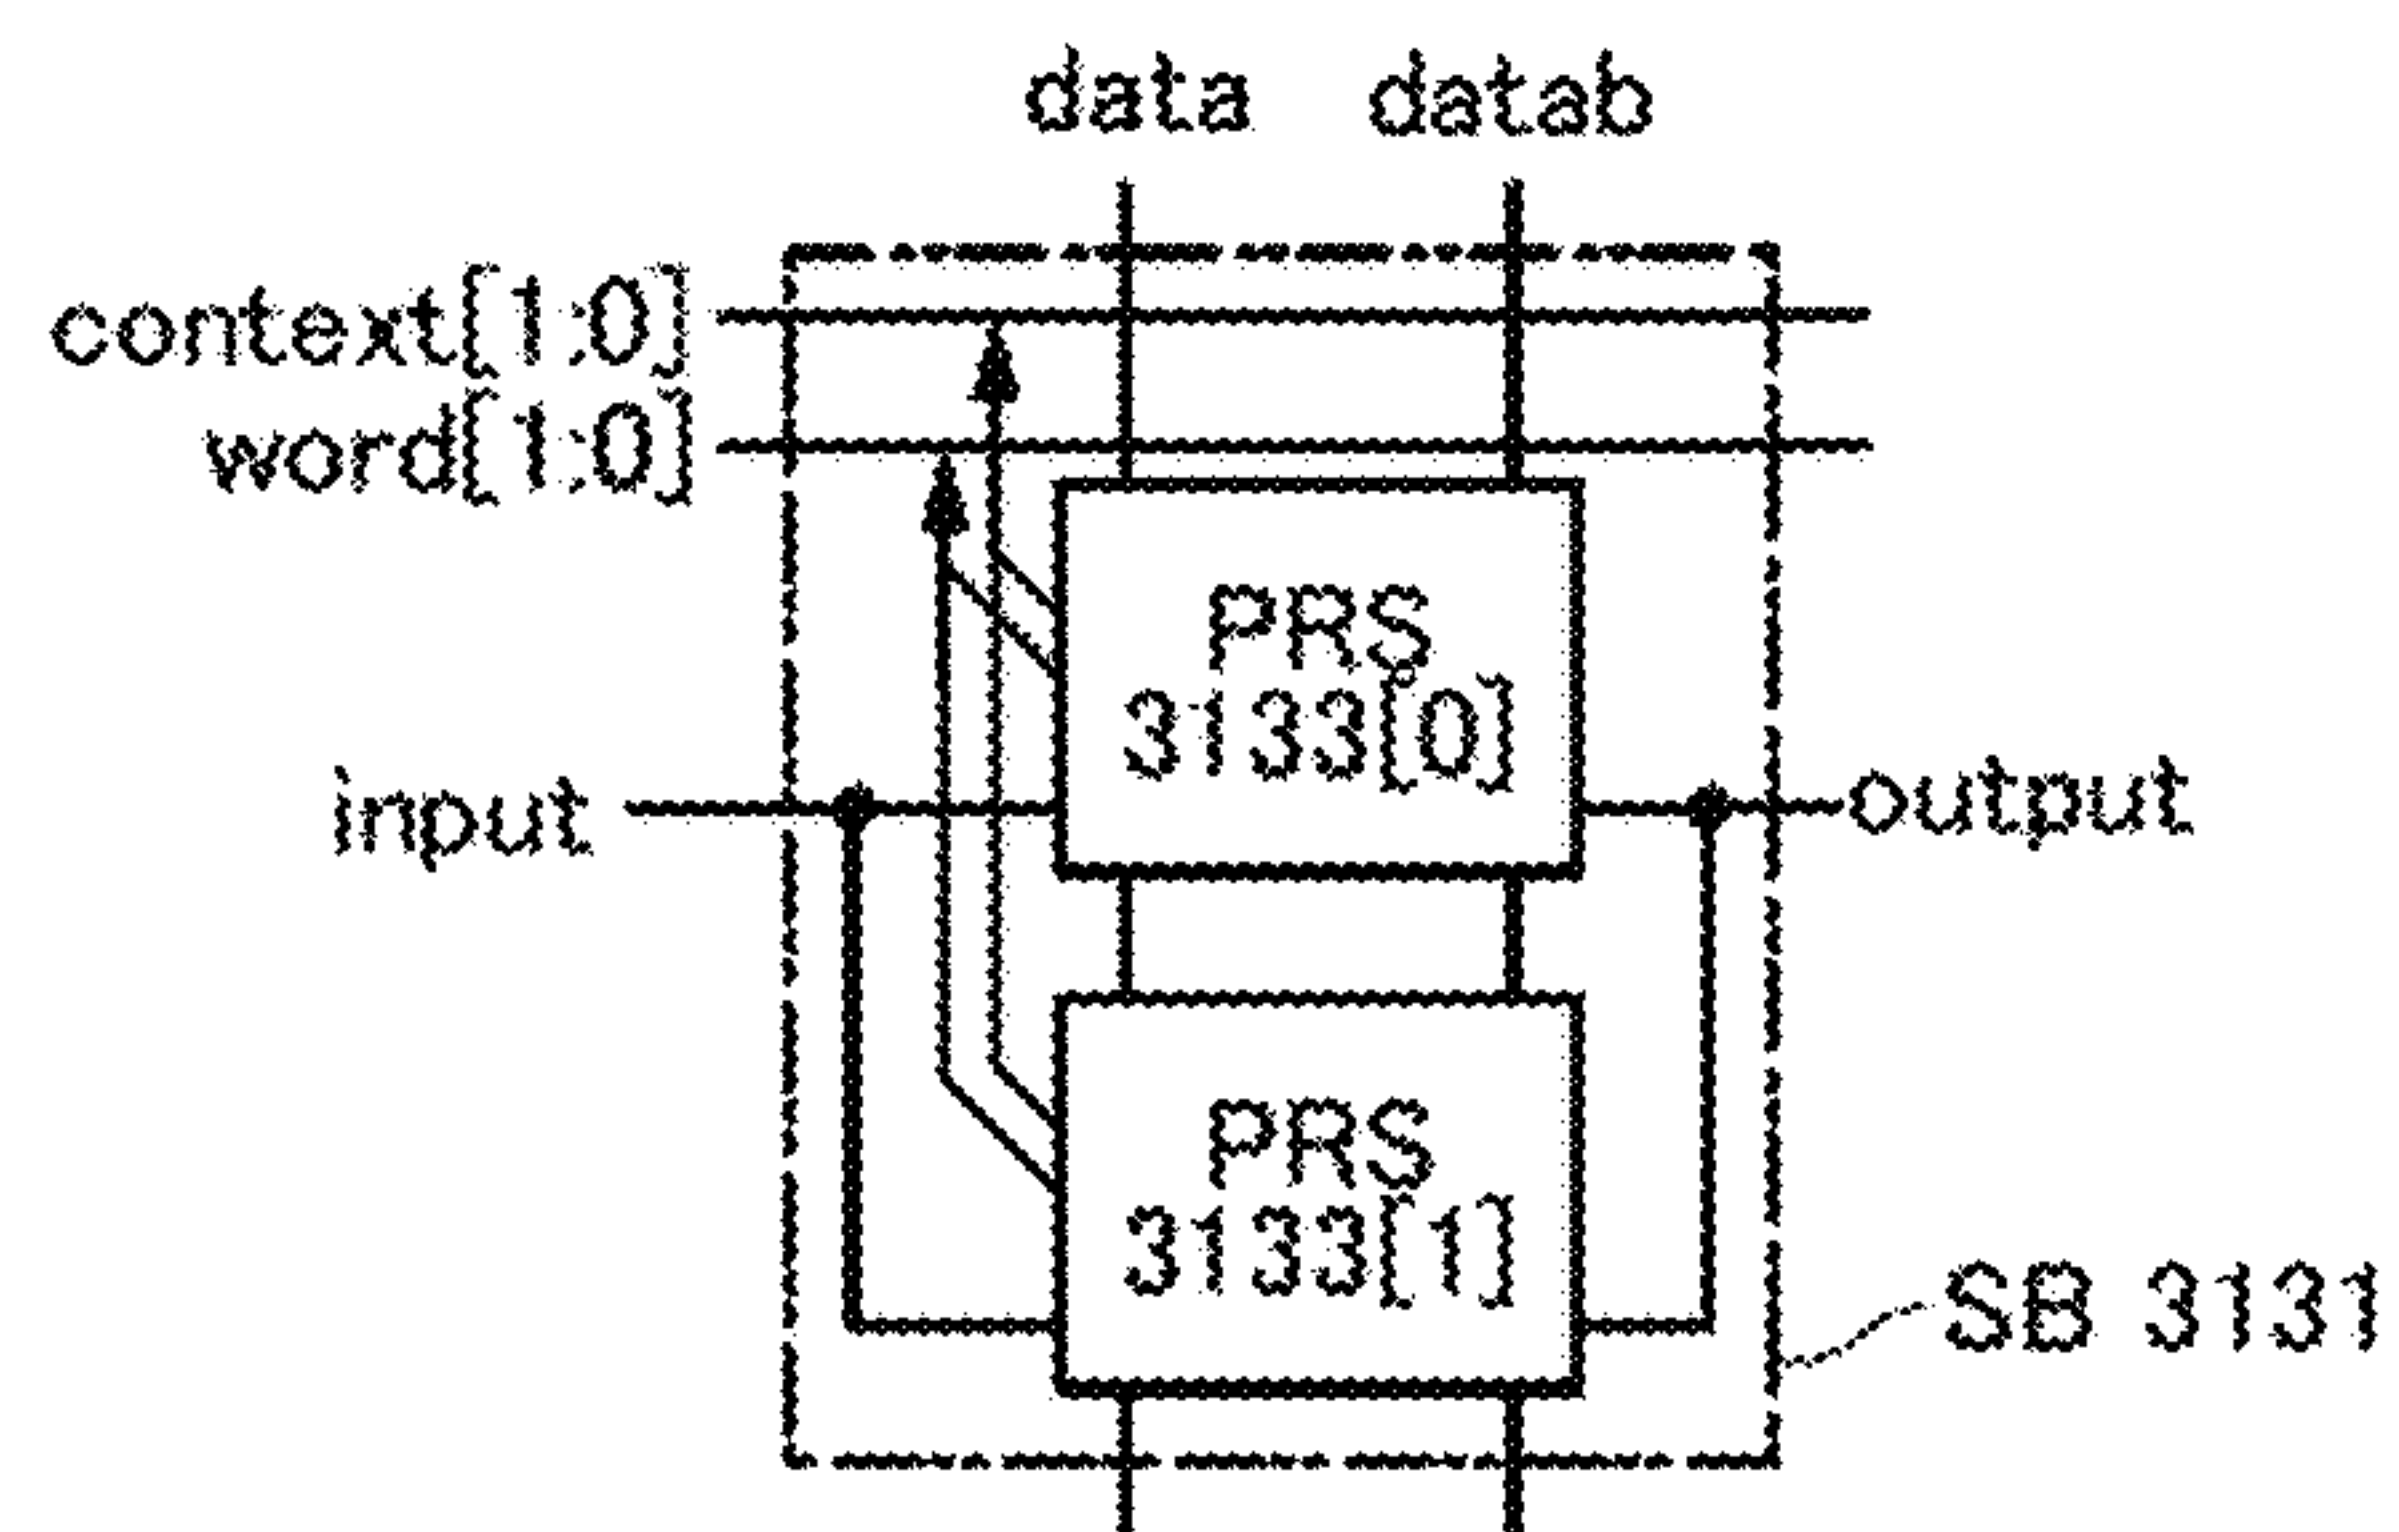 data datab
context[1:0]
word[1:0]
PRS
3133[0]
input
output
PRS
3133[1]
SB 3131